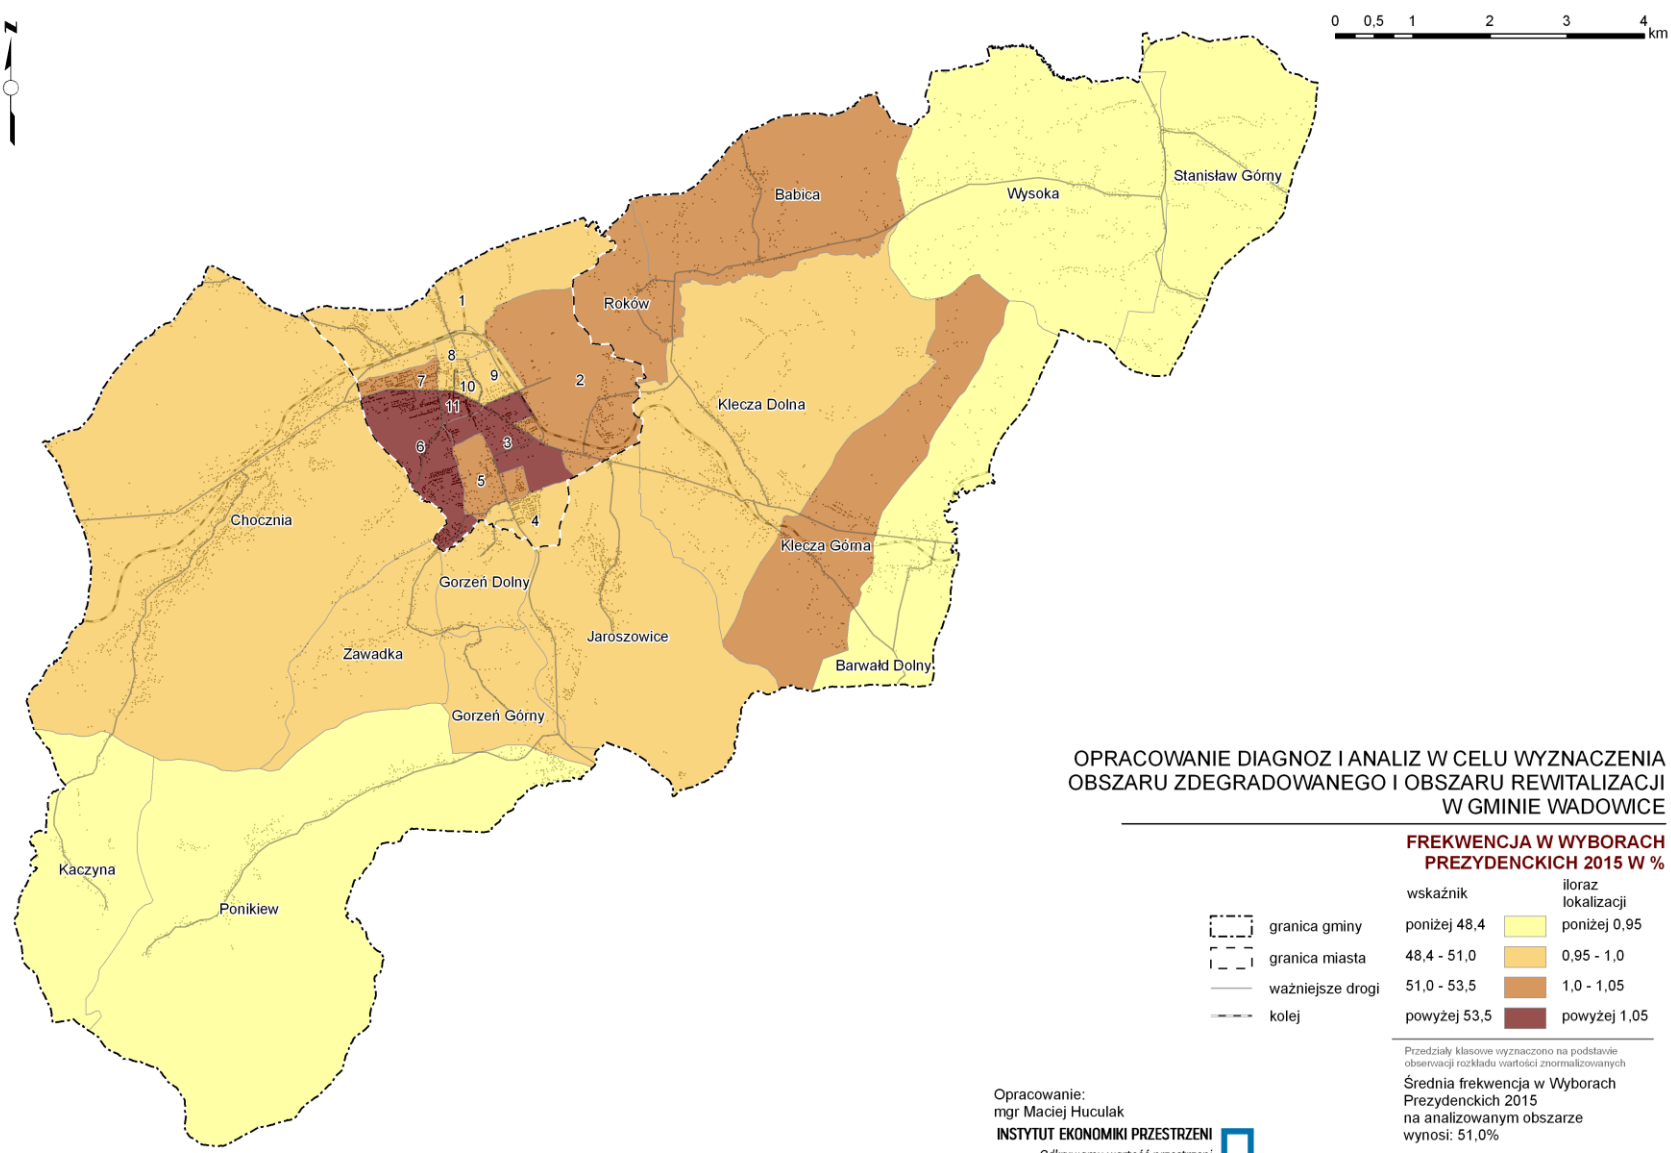 N
0 0,5 1 2 3 4
km
Stanisław Górny
Wysoka
Babica
Roków
1
8
9
7
10
2
11
Klecza Dolna
3
6
5
4
Chocznia
Klecza Górna
Gorzeń Dolny
Jaroszowice
Zawadka
Barwałd Dolny
Gorzeń Górny
Kaczyna
Ponikiew
OPRACOWANIE DIAGNOZ I ANALIZ W CELU WYZNACZENIA
OBSZARU ZDEGRADOWANEGO I OBSZARU REWITALIZACJI
W GMINIE WADOWICE
FREKWENCJA W WYBORACH
PREZYDENCKICH 2015 W %
wskaźnik
iloraz
lokalizacji
granica gminy
granica miasta
ważniejsze drogi
kolej
poniżej 48,4 poniżej 0,95
48,4 - 51,0 0,95 - 1,0
51,0 - 53,5 1,0 - 1,05
powyżej 53,5 powyżej 1,05
Przedziały klasowe wyznaczono na podstawie
obserwacji rozkładu wartości znormalizowanych
Średnia frekwencja w Wyborach
Prezydenckich 2015
na analizowanym obszarze
wynosi: 51,0%
Opracowanie:
mgr Maciej Huculak
INSTYTUT EKONOMIKI PRZESTRZENI